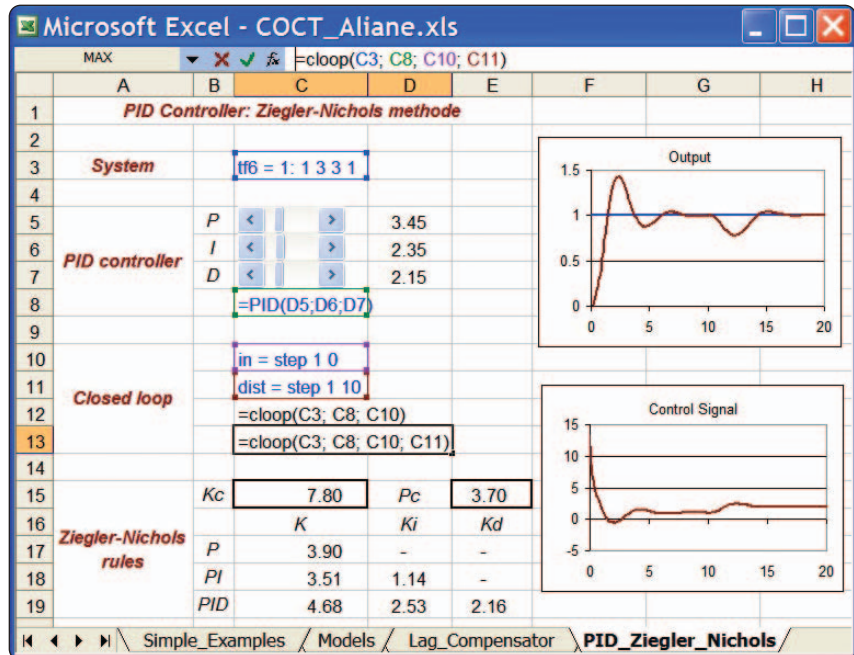 Microsoft Excel - COCT_Aliane.xls
MAX fx =cloop(C3; C8; C10; C11)
A B C D E F G H
1 PID Controller: Ziegler-Nichols methode
2
3 System tf6 = 1: 1 3 3 1
4
5 P 3.45
6 I 2.35
PID controller
7 D 2.15
8 =PID(D5;D6;D7)
9
10 in = step 1 0
11 dist = step 1 10
Closed loop
12 =cloop(C3; C8; C10)
13 =cloop(C3; C8; C10; C11)
14
15 Kc 7.80 Pc 3.70
16 K Ki Kd
Ziegler-Nichols
rules
17 P 3.90 - -
18 PI 3.51 1.14 -
19 PID 4.68 2.53 2.16
Output
1.5
1
0.5
0
0 5 10 15 20
Control Signal
15
10
5
0
-5
0 5 10 15 20
Simple_Examples / Models / Lag_Compensator \ PID_Ziegler_Nichols /